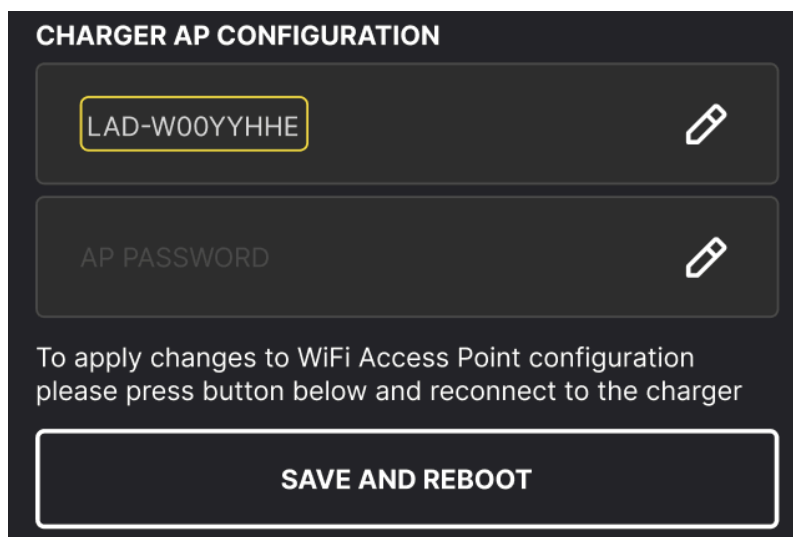 CHARGER AP CONFIGURATION
LAD-W00YYHHE
AP PASSWORD
To apply changes to WiFi Access Point configuration
please press button below and reconnect to the charger
SAVE AND REBOOT